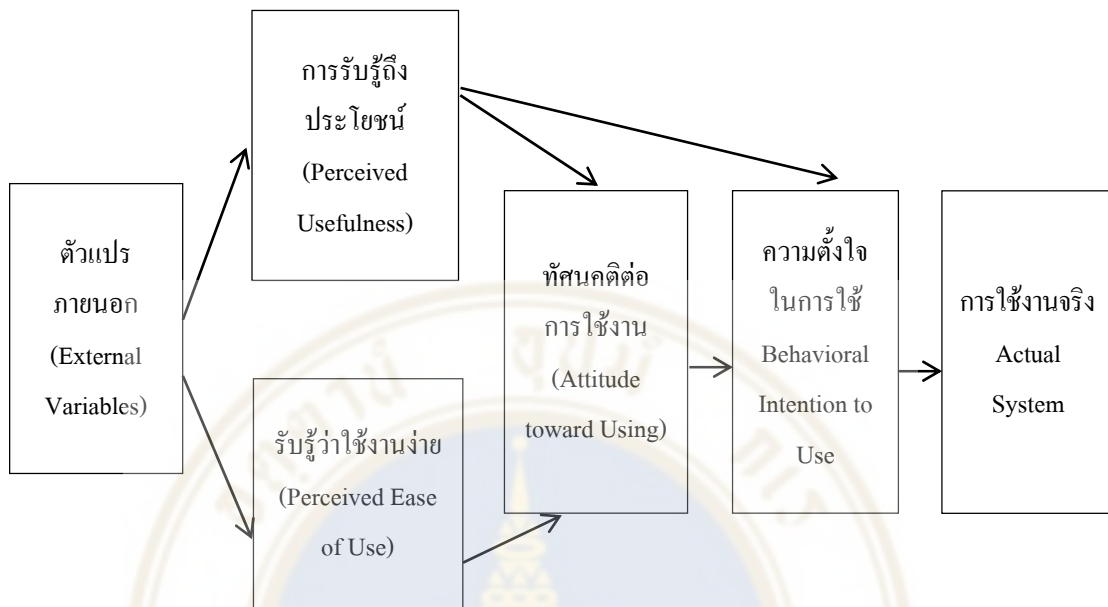 การรับรู้ถึง
ประโยชน์
(Perceived
Usefulness)
ตัวแปร
ภายนอก
(External
Variables)
รับรู้ว่าใช้งานง่าย
(Perceived Ease
of Use)
ทัศนคติต่อ
การใช้งาน
(Attitude
toward Using)
ความตั้งใจ
ในการใช้
Behavioral
Intention to
Use
การใช้งานจริง
Actual
System